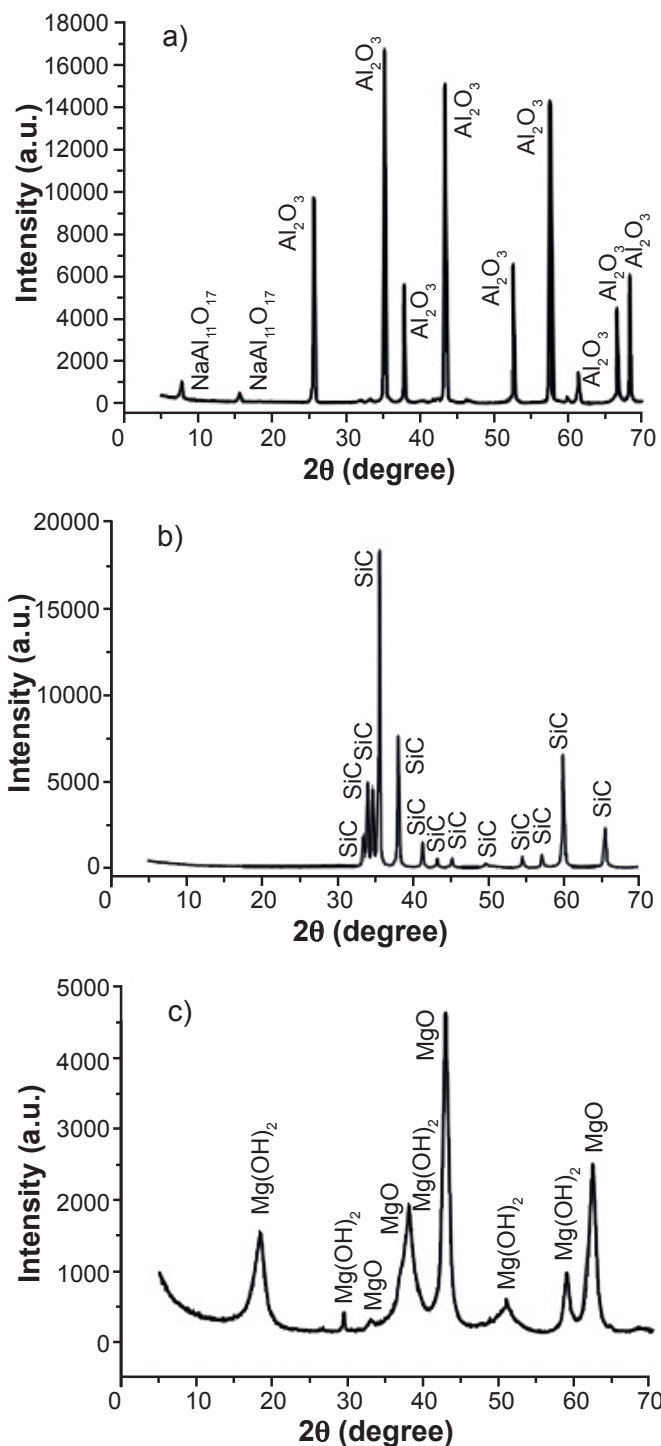 a)
Intensity (a.u.)
18000
16000
14000
12000
10000
8000
6000
4000
2000
0
NaAl₁₁O₁₇
NaAl₁₁O₁₇
Al₂O₃
Al₂O₃
Al₂O₃
Al₂O₃
Al₂O₃
Al₂O₃
Al₂O₃
Al₂O₃
Al₂O₃
0 10 20 30 40 50 60 70
2θ (degree)
b)
Intensity (a.u.)
20000
15000
10000
5000
0
SiC
SiC
SiC
SiC
SiC
SiC
SiC
SiC
SiC
SiC
SiC
SiC
SiC
0 10 20 30 40 50 60 70
2θ (degree)
c)
Intensity (a.u.)
5000
4000
3000
2000
1000
0
Mg(OH)₂
Mg(OH)₂
MgO
MgO
Mg(OH)₂
MgO
Mg(OH)₂
Mg(OH)₂
MgO
0 10 20 30 40 50 60 70
2θ (degree)